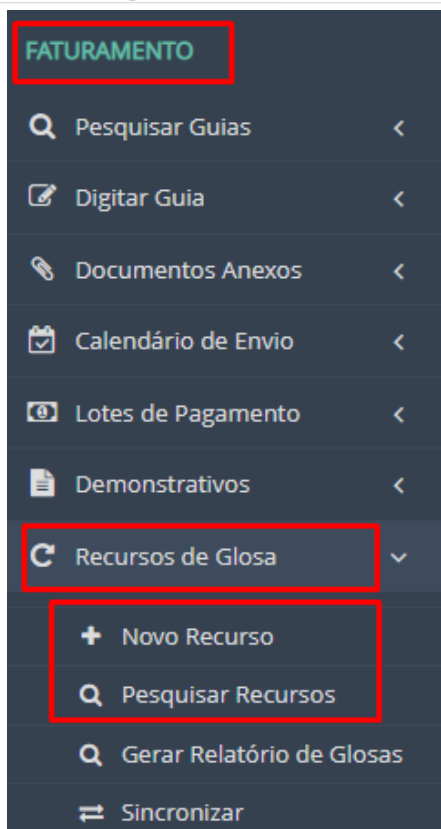 FATURAMENTO
Pesquisar Guias
Digitar Guia
Documentos Anexos
Calendário de Envio
Lotes de Pagamento
Demonstrativos
Recursos de Glosa
Novo Recurso
Pesquisar Recursos
Gerar Relatório de Glosas
Sincronizar